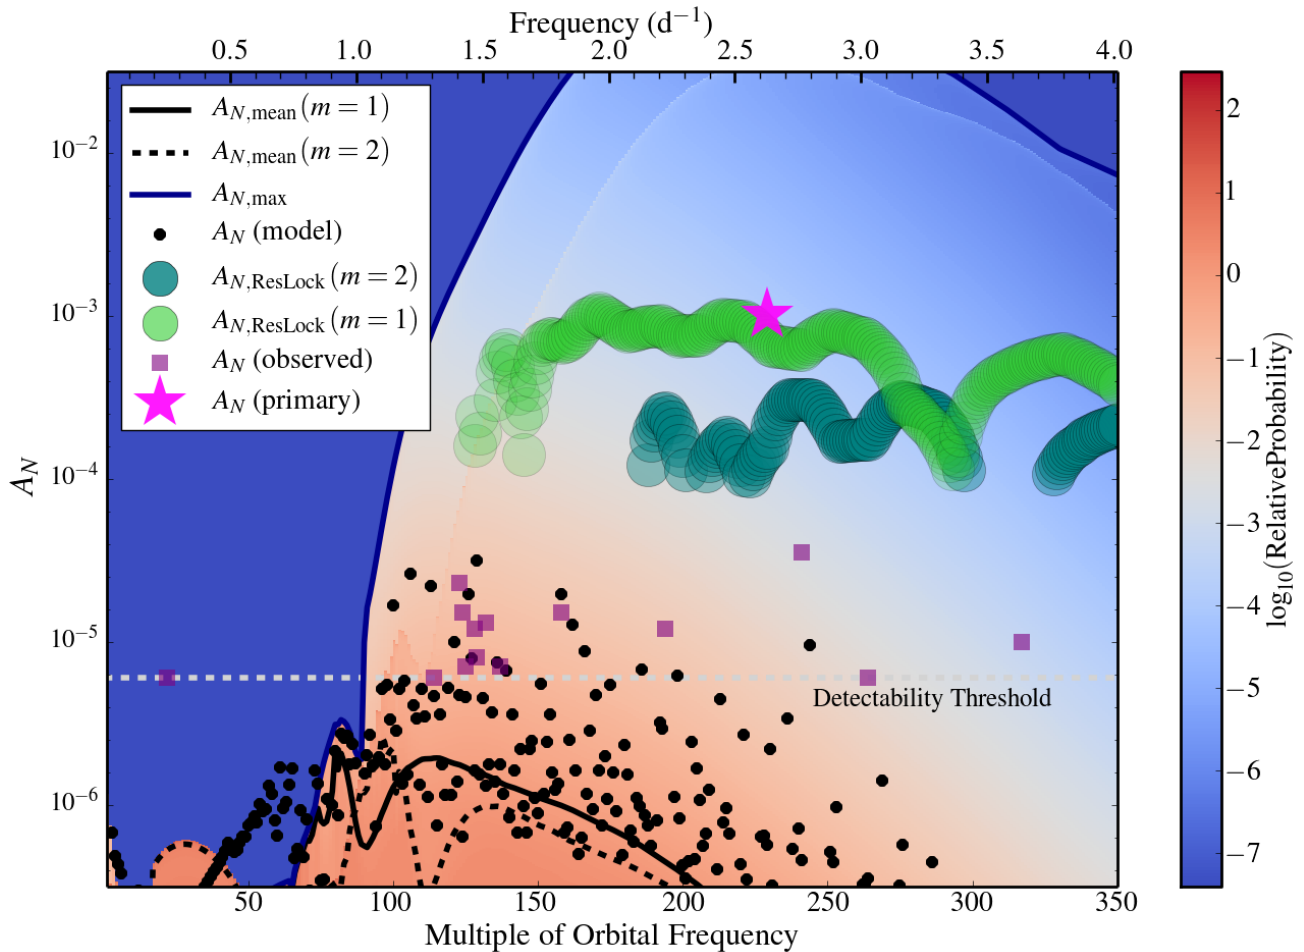 Frequency (d⁻¹)
0.5 1.0 1.5 2.0 2.5 3.0 3.5 4.0
A_N,mean (m = 1)
A_N,mean (m = 2)
A_N,max
A_N (model)
A_N,ResLock (m = 2)
A_N,ResLock (m = 1)
A_N (observed)
A_N (primary)
10⁻²
10⁻³
10⁻⁴
10⁻⁵
10⁻⁶
A_N
Detectability Threshold
50 100 150 200 250 300 350
Multiple of Orbital Frequency
2
1
0
−1
−2
−3
−4
−5
−6
−7
log₁₀(RelativeProbability)